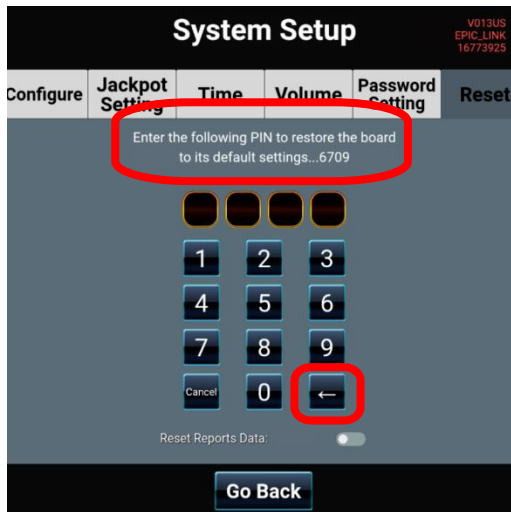 System Setup
V013US
EPIC_LINK
16773925
Configure
Jackpot
Setting
Time
Volume
Password
Setting
Reset
Enter the following PIN to restore the board
to its default settings...6709
1 2 3
4 5 6
7 8 9
Cancel 0 ←
Reset Reports Data:
Go Back